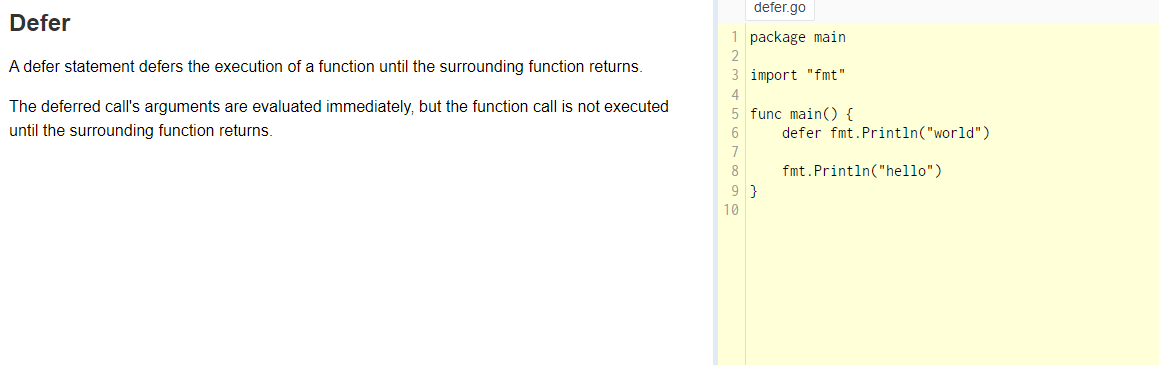 Defer
A defer statement defers the execution of a function until the surrounding function returns.
The deferred call's arguments are evaluated immediately, but the function call is not executed
until the surrounding function returns.
defer.go
1 package main
2
3 import "fmt"
4
5 func main() {
6     defer fmt.Println("world")
7
8     fmt.Println("hello")
9 }
10